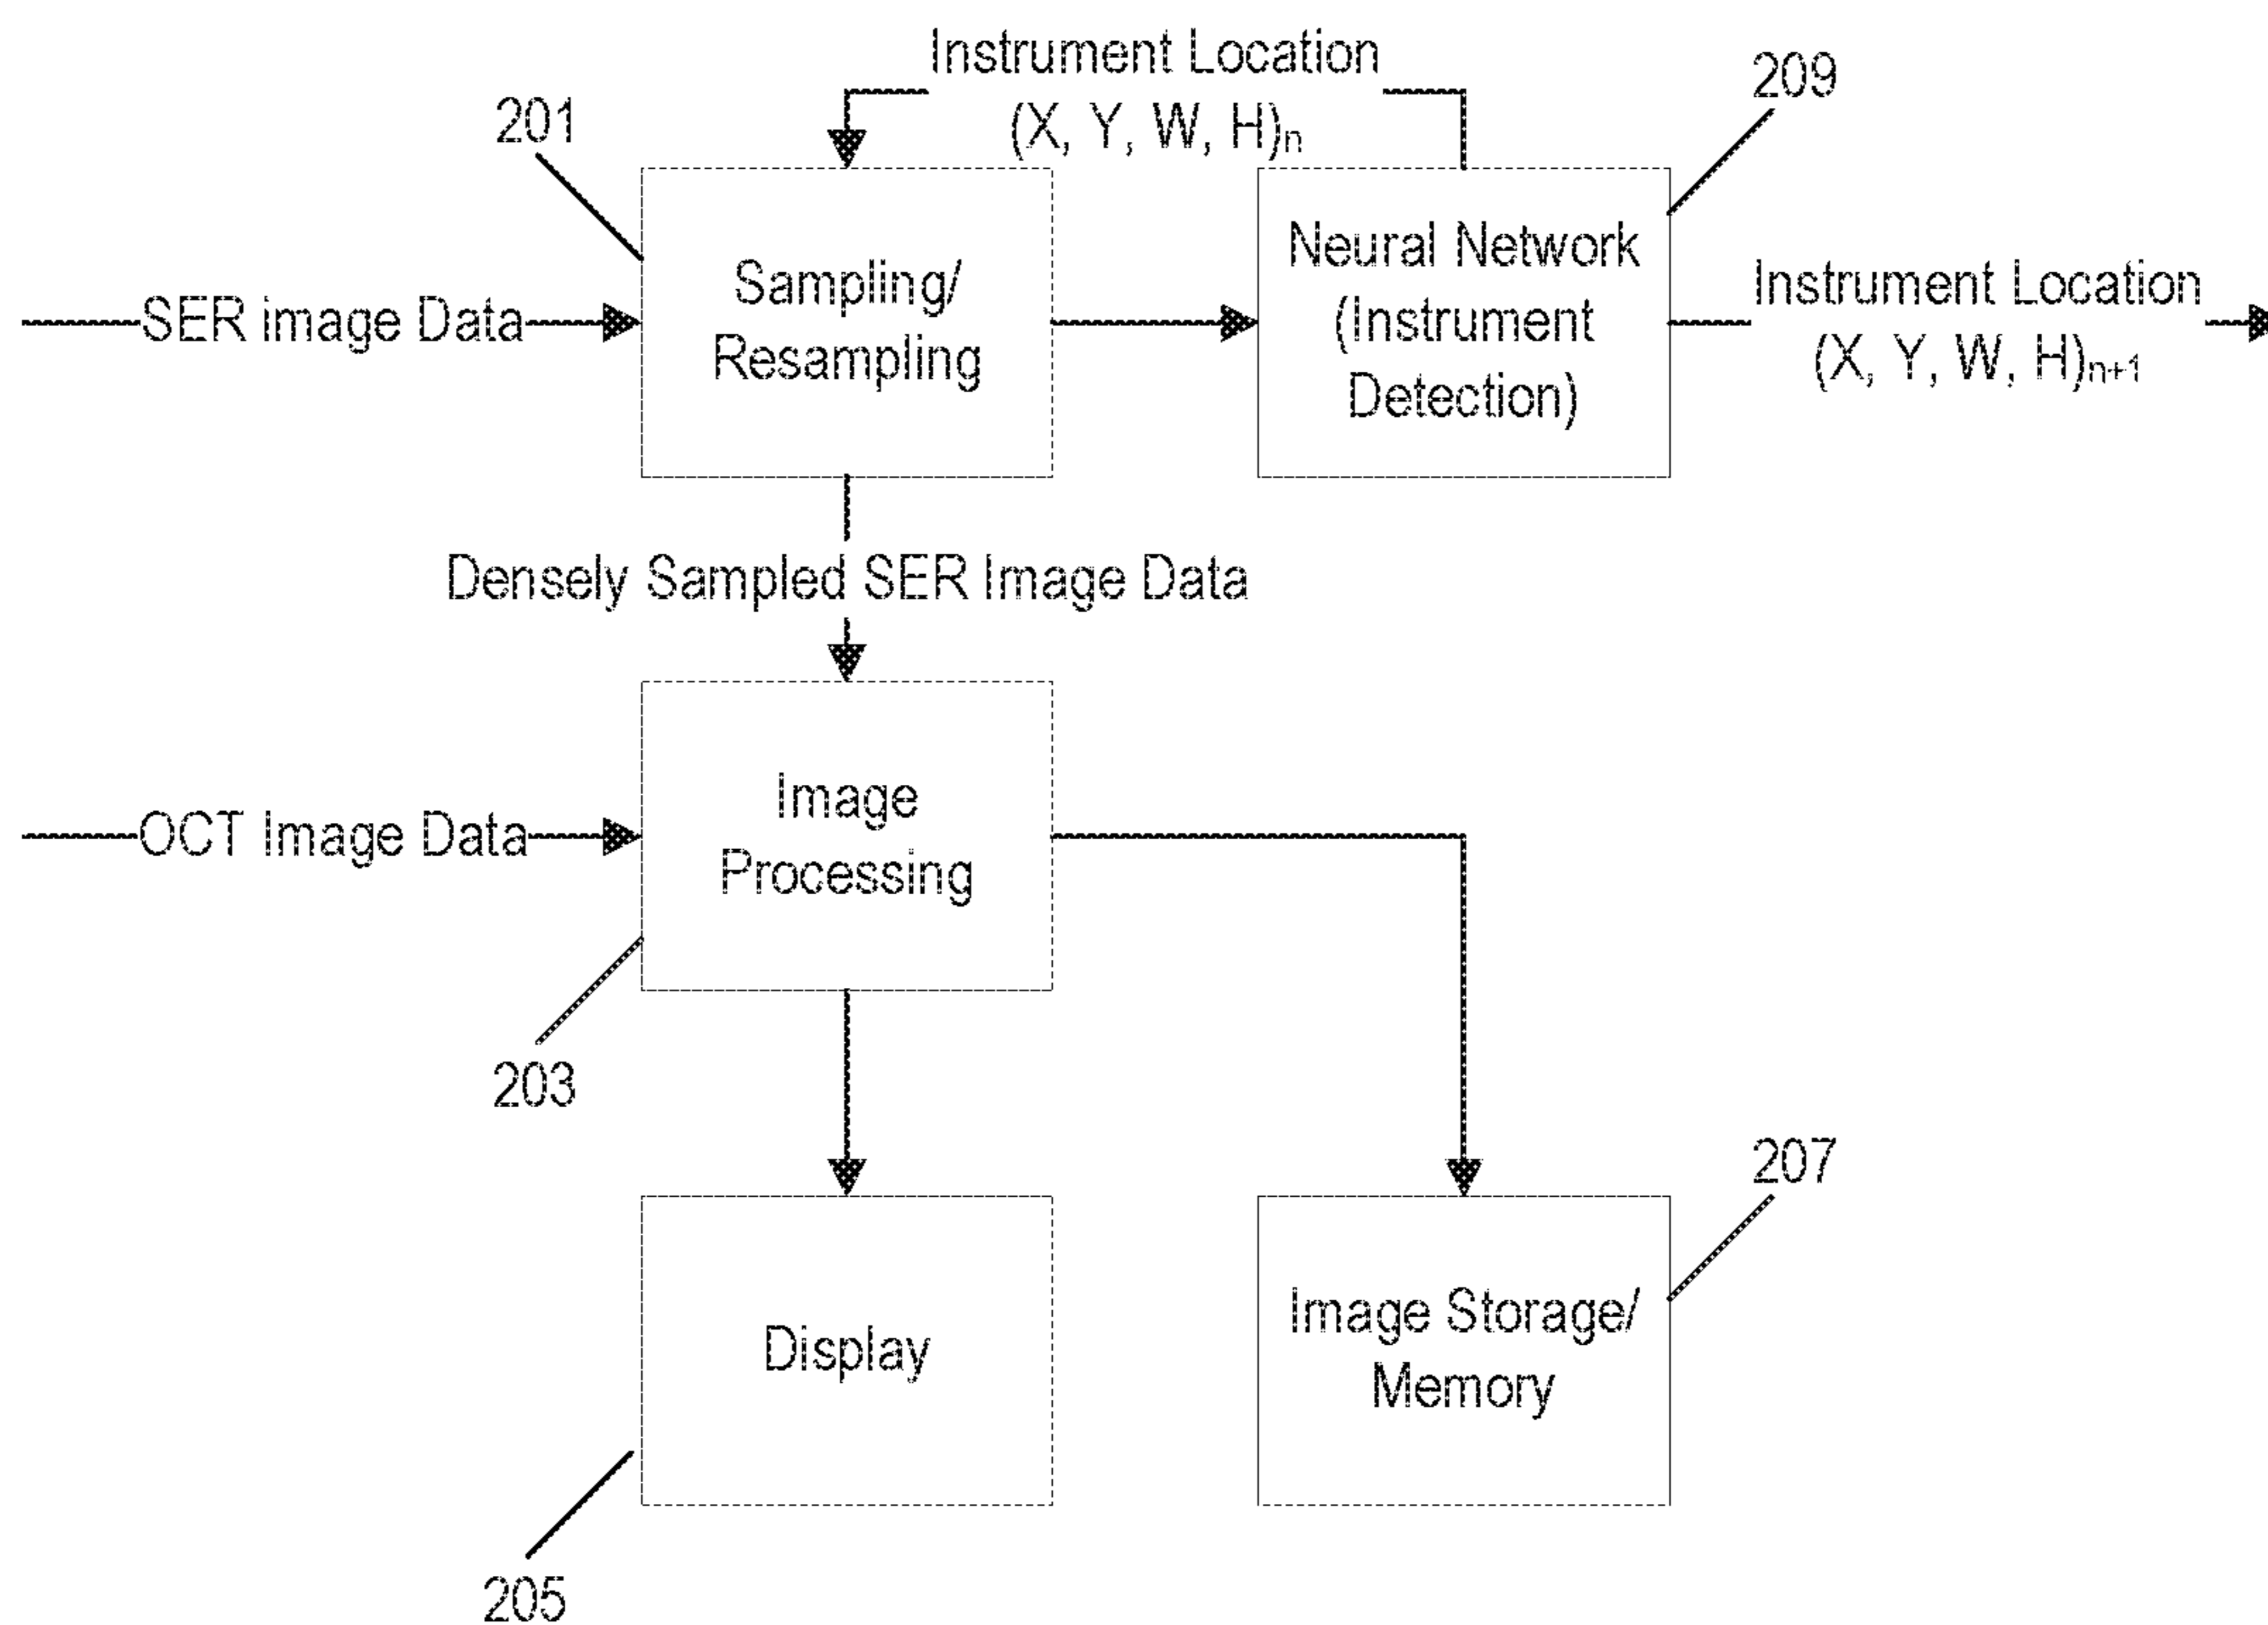 Instrument Location
(X, Y, W, H)n
209
201
SER image Data
Sampling/
Resampling
Neural Network
(Instrument
Detection)
Instrument Location
(X, Y, W, H)n+1
Densely Sampled SER Image Data
OCT Image Data
Image
Processing
203
207
Display
Image Storage/
Memory
205